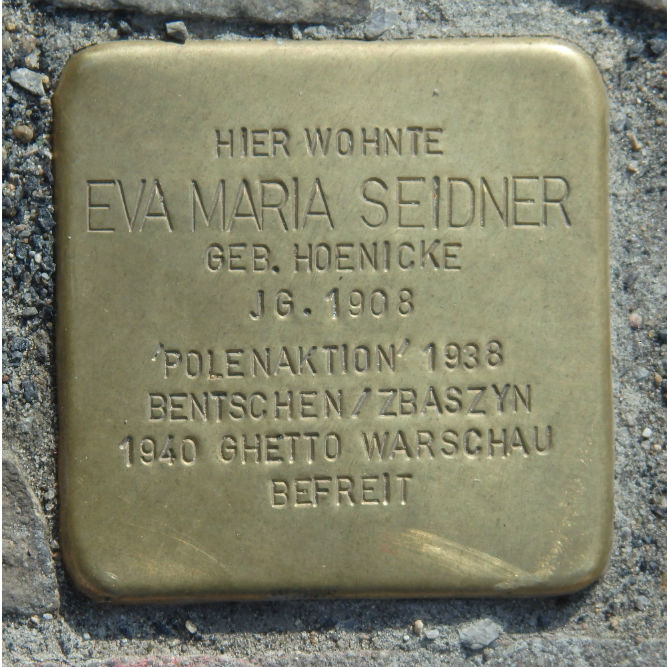 HIER WOHNTE
EVA MARIA SEIDNER
GEB. HOENICKE
JG. 1908
'POLENAKTION' 1938
BENTSCHEN/ZBASZYN
1940 GHETTO WARSCHAU
BEFREIT